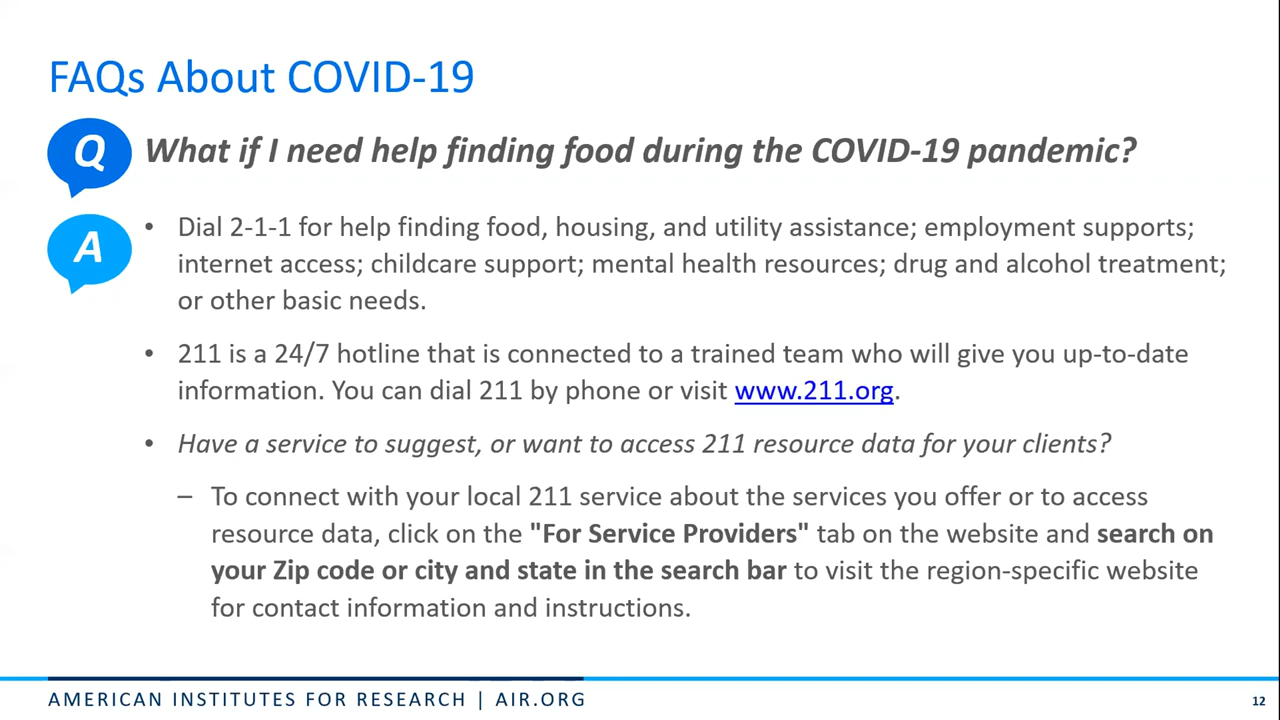 FAQs About COVID-19
Q
What if I need help finding food during the COVID-19 pandemic?
A
• Dial 2-1-1 for help finding food, housing, and utility assistance; employment supports;
internet access; childcare support; mental health resources; drug and alcohol treatment;
or other basic needs.
• 211 is a 24/7 hotline that is connected to a trained team who will give you up-to-date
information. You can dial 211 by phone or visit www.211.org.
• Have a service to suggest, or want to access 211 resource data for your clients?
– To connect with your local 211 service about the services you offer or to access
resource data, click on the "For Service Providers" tab on the website and search on
your Zip code or city and state in the search bar to visit the region-specific website
for contact information and instructions.
AMERICAN INSTITUTES FOR RESEARCH | AIR.ORG
12